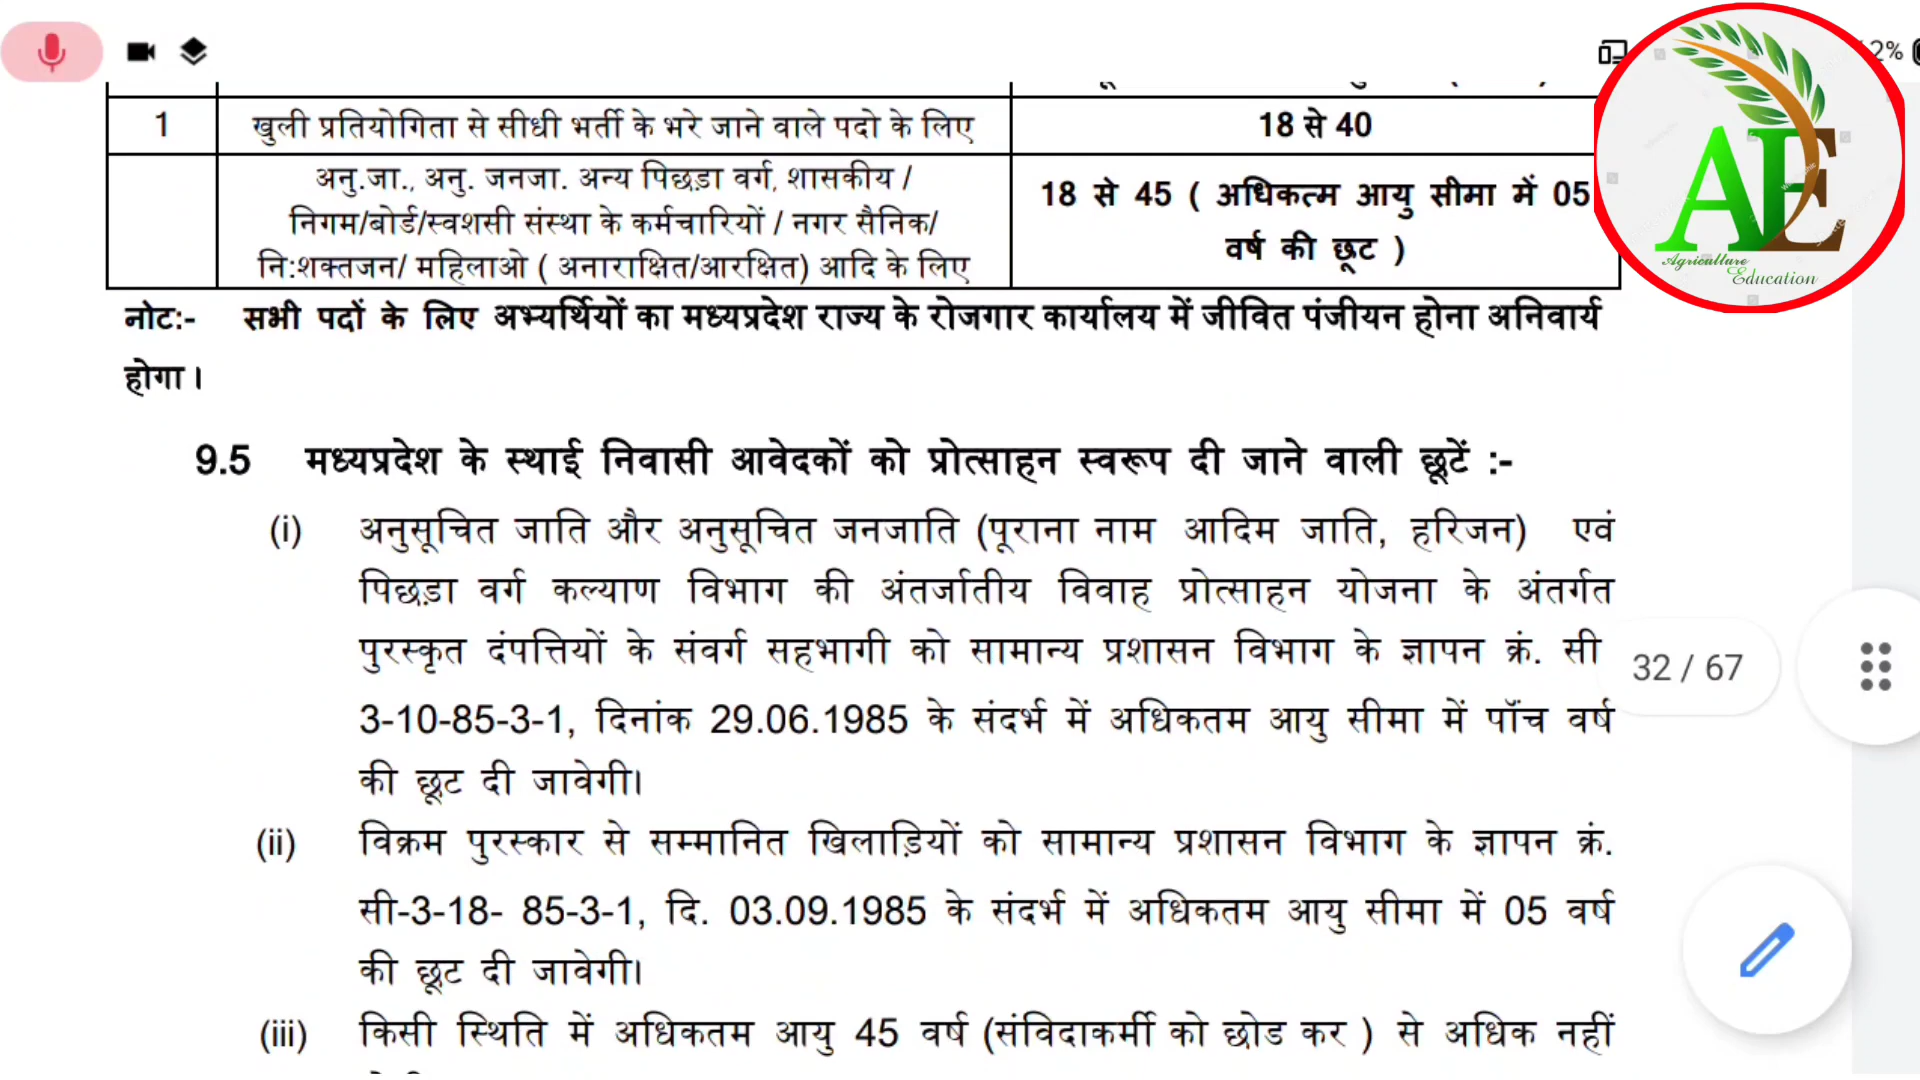 2%
1 खुली प्रतियोगिता से सीधी भर्ती के भरे जाने वाले पदो के लिए 18 से 40
अनु.जा., अनु. जनजा. अन्य पिछड़ा वर्ग, शासकीय /
निगम/बोर्ड/स्वशसी संस्था के कर्मचारियों / नगर सैनिक/
नि:शक्तजन/ महिलाओ ( अनाराक्षित/आरक्षित) आदि के लिए
18 से 45 ( अधिकत्म आयु सीमा में 05
वर्ष की छूट )
AE
Agriculture
Education
नोट:- सभी पदों के लिए अभ्यर्थियों का मध्यप्रदेश राज्य के रोजगार कार्यालय में जीवित पंजीयन होना अनिवार्य
होगा।
9.5 मध्यप्रदेश के स्थाई निवासी आवेदकों को प्रोत्साहन स्वरूप दी जाने वाली छूटें :-
(i) अनुसूचित जाति और अनुसूचित जनजाति (पूराना नाम आदिम जाति, हरिजन) एवं
पिछड़ा वर्ग कल्याण विभाग की अंतर्जातीय विवाह प्रोत्साहन योजना के अंतर्गत
पुरस्कृत दंपत्तियों के संवर्ग सहभागी को सामान्य प्रशासन विभाग के ज्ञापन क्रं. सी
32 / 67
3-10-85-3-1, दिनांक 29.06.1985 के संदर्भ में अधिकतम आयु सीमा में पॉंच वर्ष
की छूट दी जावेगी।
(ii) विक्रम पुरस्कार से सम्मानित खिलाड़ियों को सामान्य प्रशासन विभाग के ज्ञापन क्रं.
सी-3-18- 85-3-1, दि. 03.09.1985 के संदर्भ में अधिकतम आयु सीमा में 05 वर्ष
की छूट दी जावेगी।
(iii) किसी स्थिति में अधिकतम आयु 45 वर्ष (संविदाकर्मी को छोड कर ) से अधिक नहीं